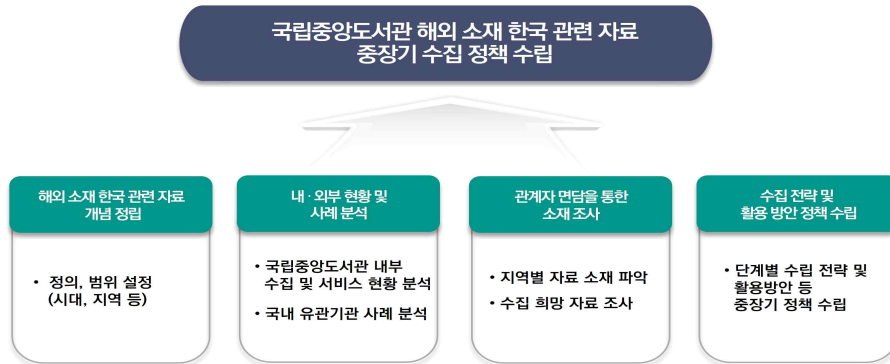 국립중앙도서관 해외 소재 한국 관련 자료
중장기 수집 정책 수립
해외 소재 한국 관련 자료
개념 정립
• 정의, 범위 설정
(시대, 지역 등)
내·외부 현황 및
사례 분석
• 국립중앙도서관 내부
수집 및 서비스 현황 분석
• 국내 유관기관 사례 분석
관계자 면담을 통한
소재 조사
• 지역별 자료 소재 파악
• 수집 희망 자료 조사
수집 전략 및
활용 방안 정책 수립
• 단계별 수립 전략 및
활용방안 등
중장기 정책 수립